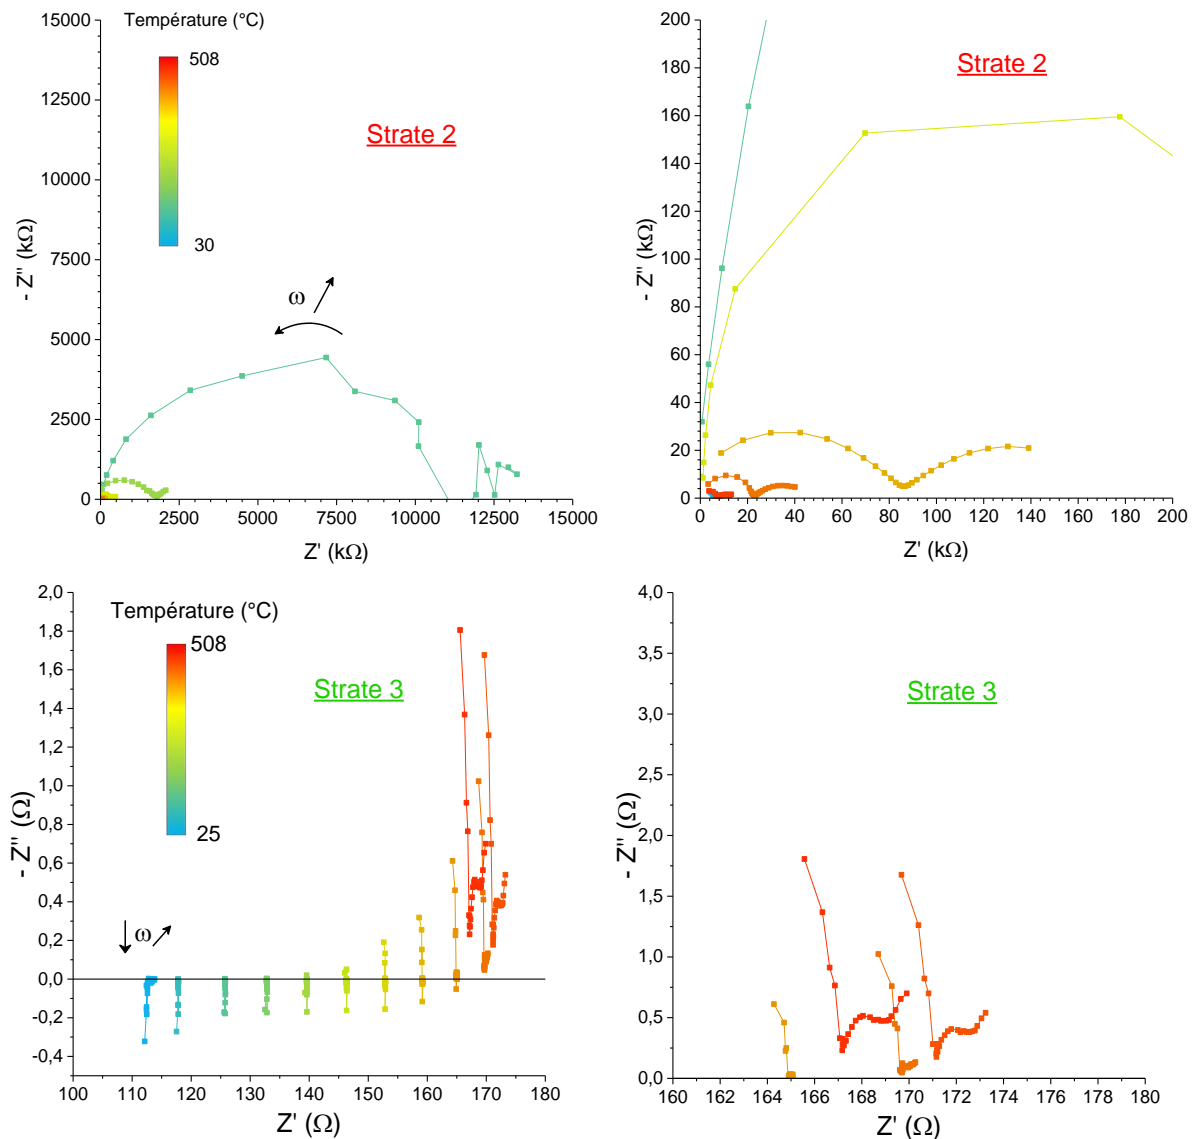 Température (°C)
508
30
Strate 2
ω
15000
12500
10000
7500
5000
2500
0
0 2500 5000 7500 10000 12500 15000
- Z'' (kΩ)
Z' (kΩ)
Strate 2
200
180
160
140
120
100
80
60
40
20
0
0 20 40 60 80 100 120 140 160 180 200
- Z'' (kΩ)
Z' (kΩ)
Température (°C)
508
25
Strate 3
ω
2,0
1,8
1,6
1,4
1,2
1,0
0,8
0,6
0,4
0,2
0,0
-0,2
-0,4
100 110 120 130 140 150 160 170 180
- Z'' (Ω)
Z' (Ω)
Strate 3
4,0
3,5
3,0
2,5
2,0
1,5
1,0
0,5
0,0
160 162 164 166 168 170 172 174 176 178 180
- Z'' (Ω)
Z' (Ω)